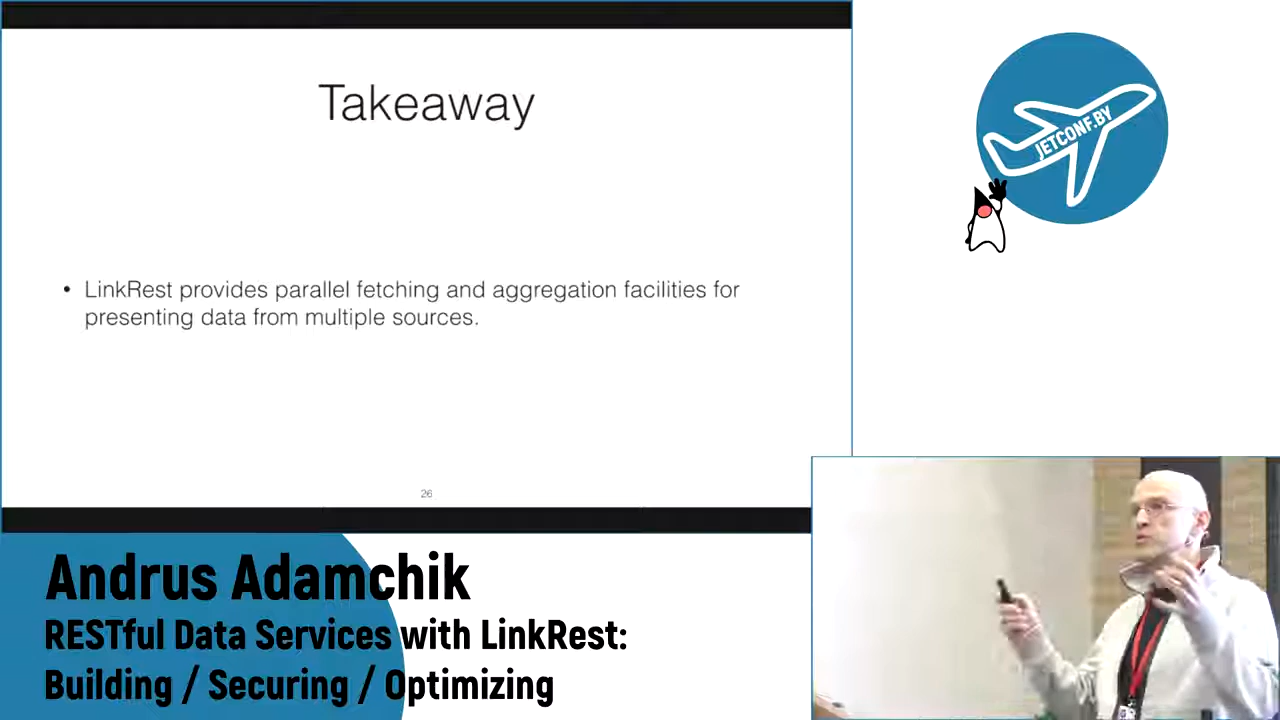 Takeaway
• LinkRest provides parallel fetching and aggregation facilities for
presenting data from multiple sources.
26
JETCONF.BY
Andrus Adamchik
RESTful Data Services with LinkRest:
Building / Securing / Optimizing